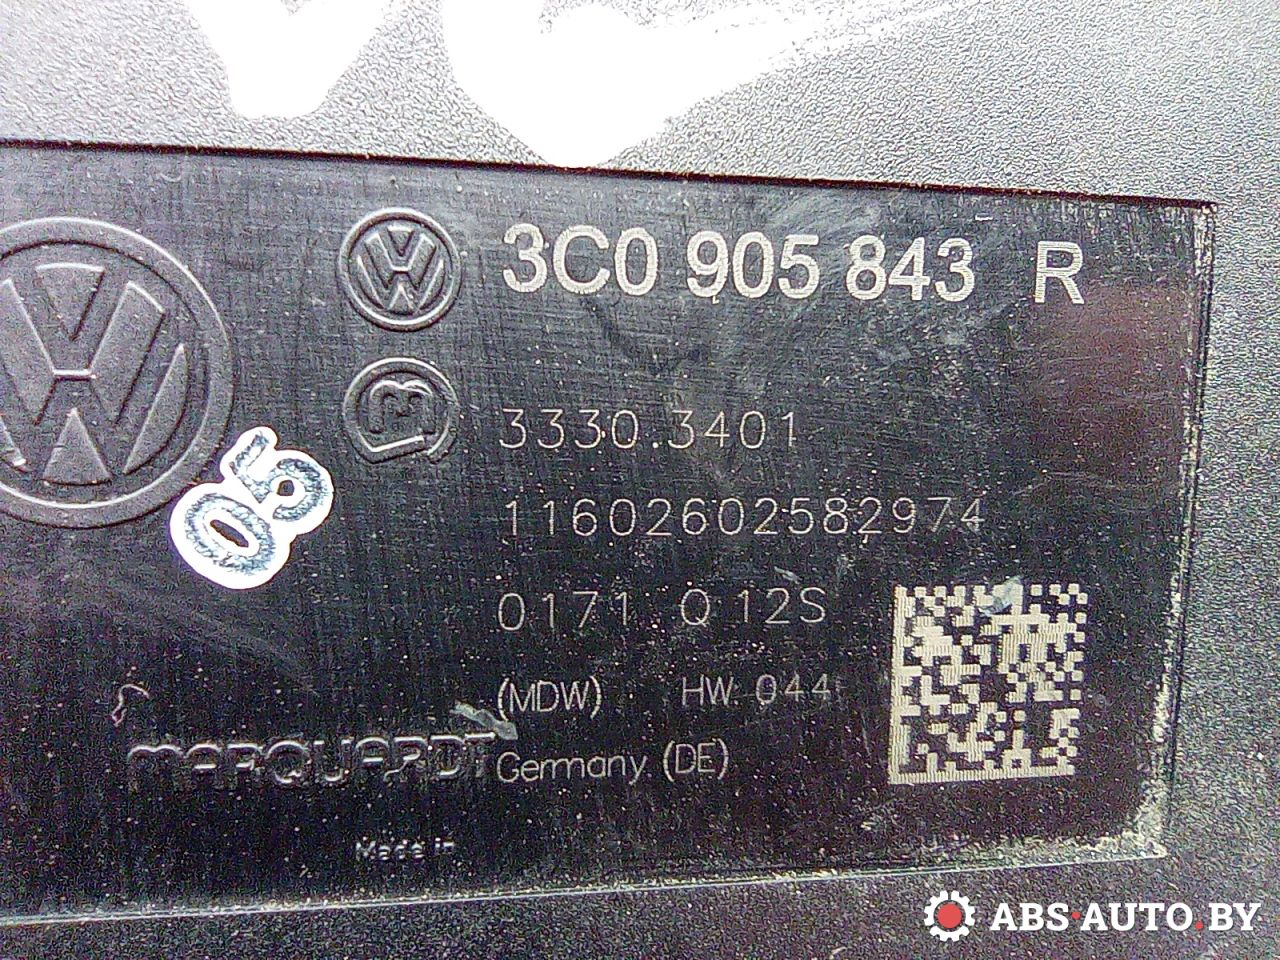 3C0 905 843 R
3330.3401
11602602582974
05
0171 Q 12S
(MDW) HW 044
MARQUARDT
Germany (DE)
Made in
ABS·AUTO.BY